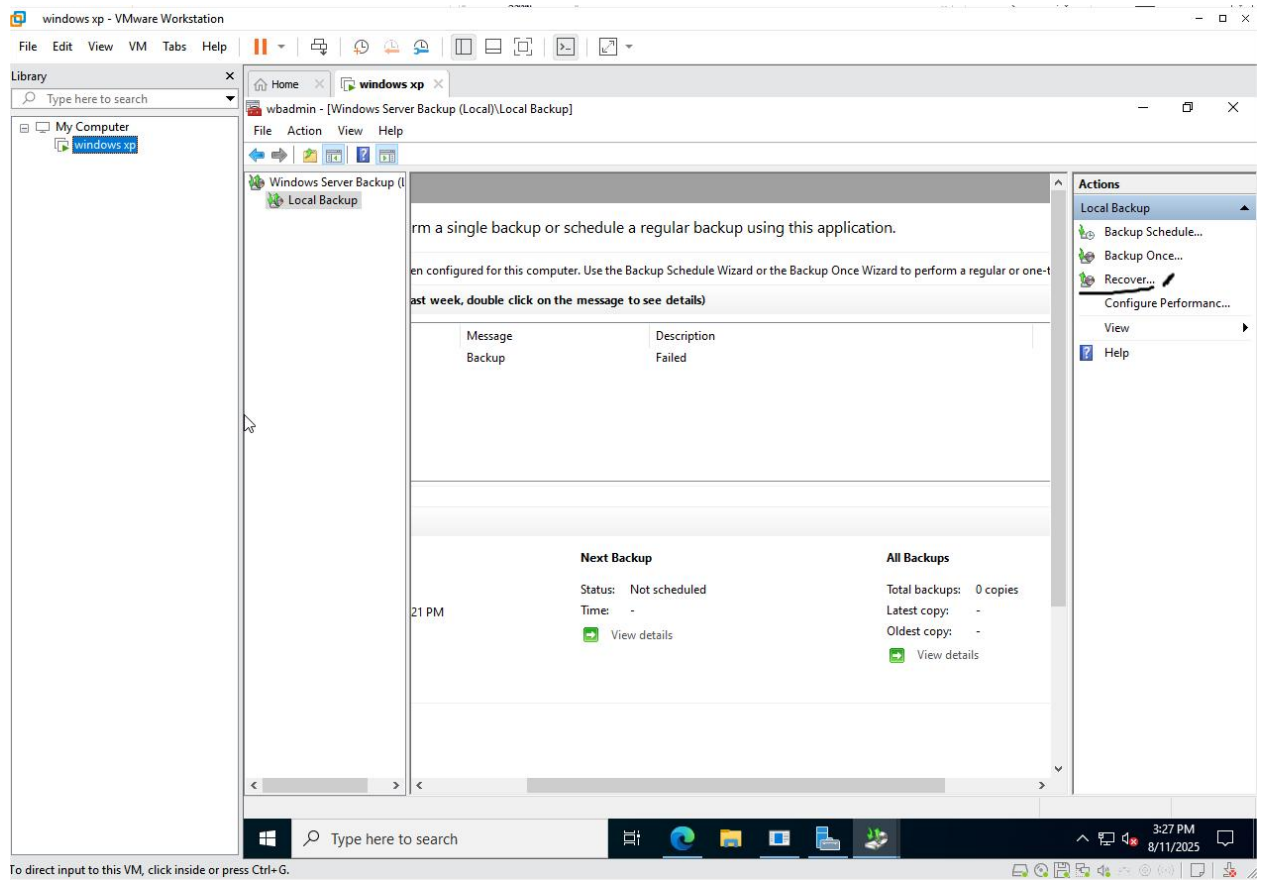 windows xp - VMware Workstation
File Edit View VM Tabs Help
Library
Type here to search
My Computer
windows xp
Home
windows xp
wbadmin - [Windows Server Backup (Local)\Local Backup]
File Action View Help
Windows Server Backup (L
Local Backup
rm a single backup or schedule a regular backup using this application.
en configured for this computer. Use the Backup Schedule Wizard or the Backup Once Wizard to perform a regular or one-t
ast week, double click on the message to see details)
Message Description
Backup Failed
Next Backup
Status: Not scheduled
Time: -
View details
21 PM
All Backups
Total backups: 0 copies
Latest copy: -
Oldest copy: -
View details
Actions
Local Backup
Backup Schedule...
Backup Once...
Recover...
Configure Performanc...
View
Help
Type here to search
3:27 PM
8/11/2025
To direct input to this VM, click inside or press Ctrl+G.